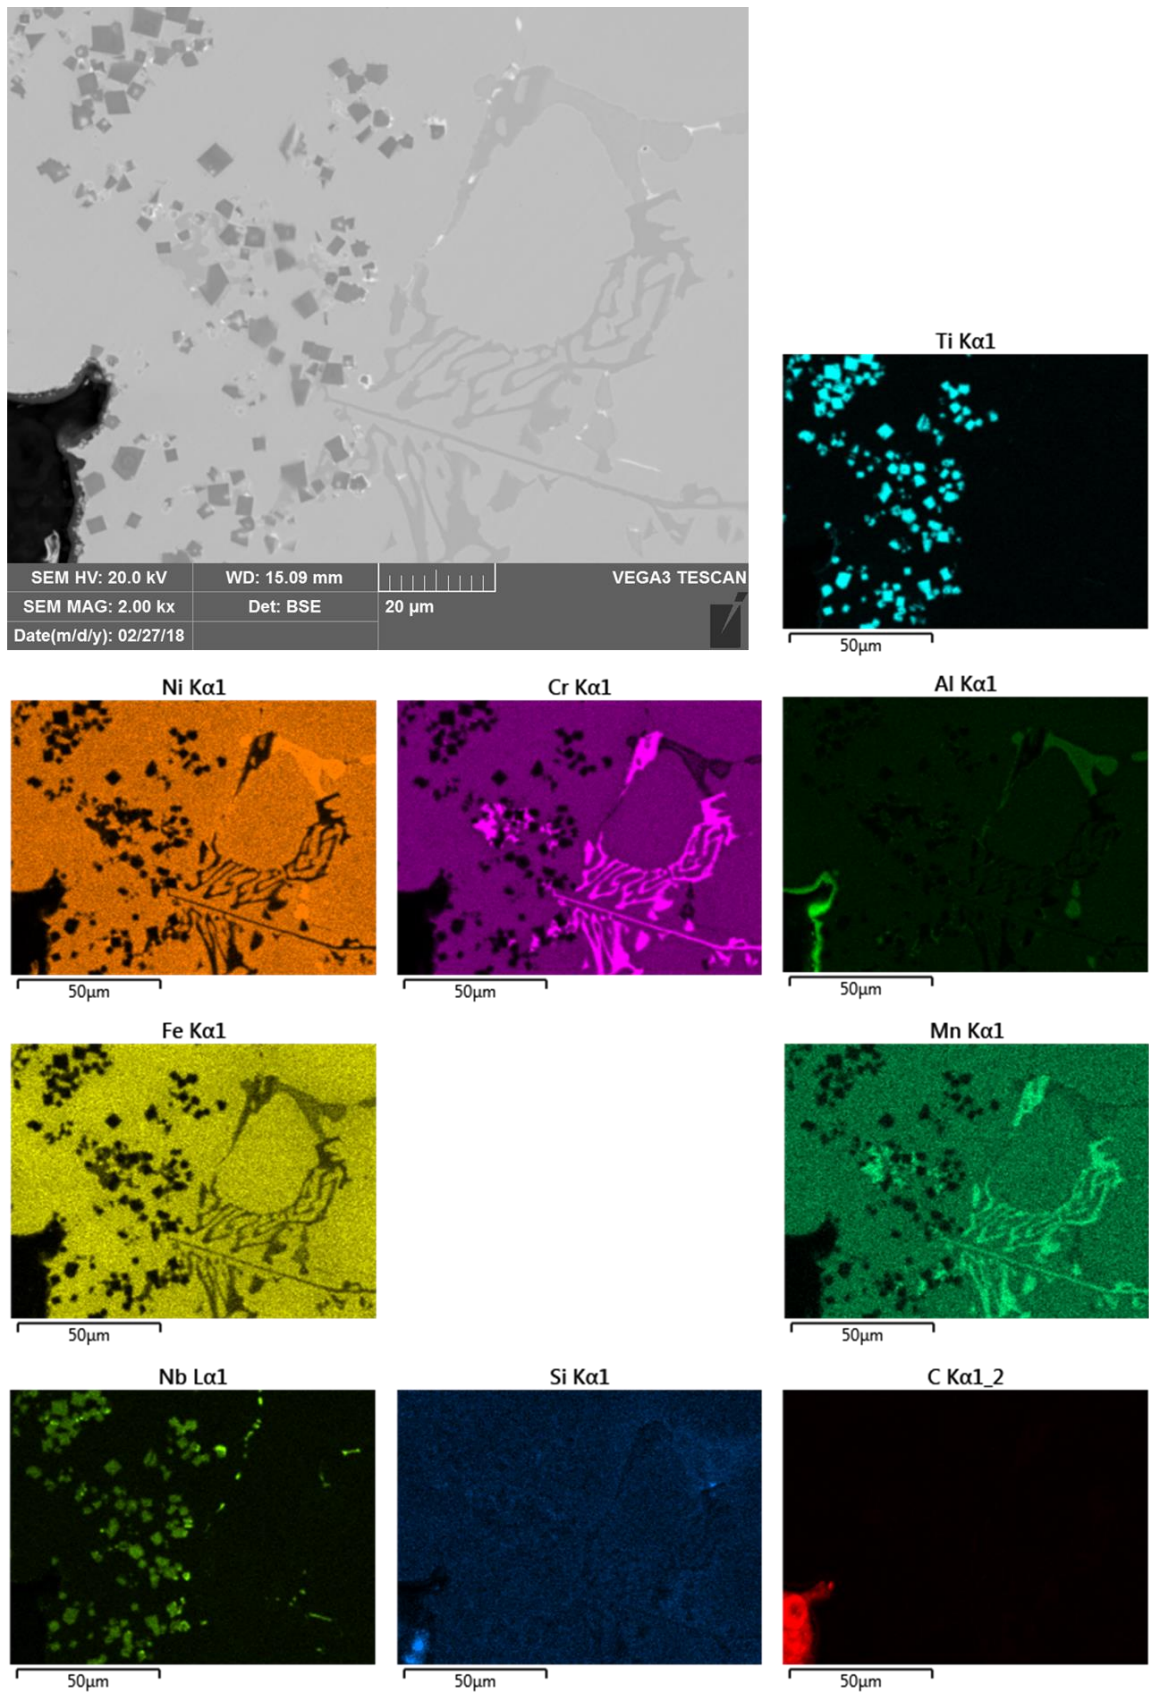 SEM HV: 20.0 kV WD: 15.09 mm VEGA3 TESCAN
SEM MAG: 2.00 kx Det: BSE 20 µm
Date(m/d/y): 02/27/18
Ti Kα1
50µm
Ni Kα1 Cr Kα1 Al Kα1
50µm 50µm 50µm
Fe Kα1 Mn Kα1
50µm 50µm
Nb Lα1 Si Kα1 C Kα1_2
50µm 50µm 50µm